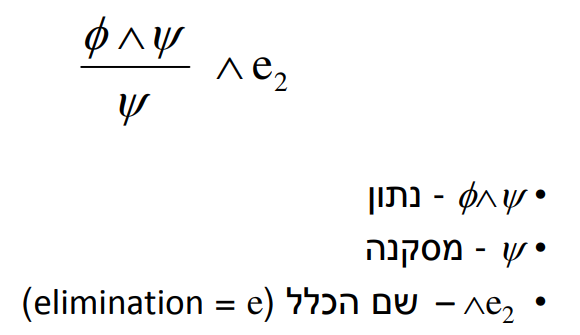 ϕ ∧ ψ
ψ
∧e₂
• ϕ∧ψ - נתון
• ψ - מסקנה
• ∧e₂ – שם הכלל (elimination = e)